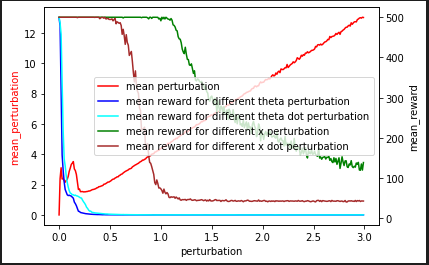 mean_perturbation
12
10
8
6
4
2
0
mean perturbation
mean reward for different theta perturbation
mean reward for different theta dot perturbation
mean reward for different x perturbation
mean reward for different x dot perturbation
500
400
300
200
100
0
mean_reward
0.0 0.5 1.0 1.5 2.0 2.5 3.0
perturbation